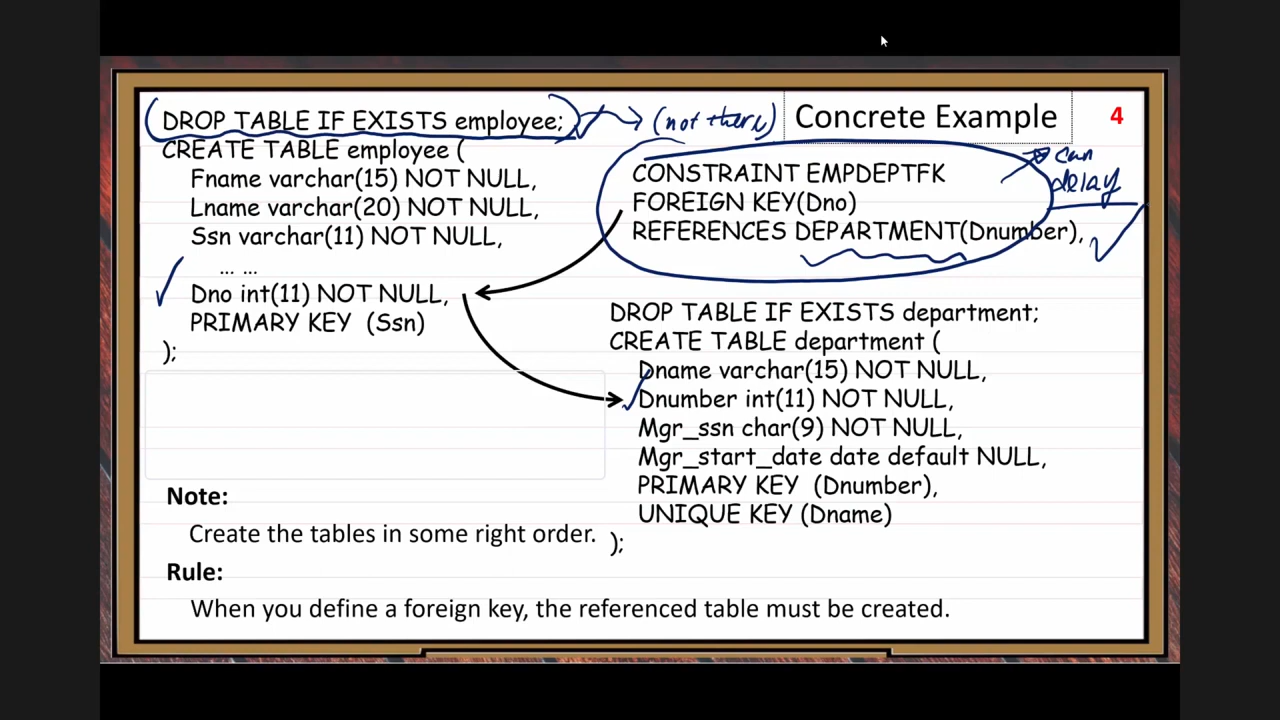 DROP TABLE IF EXISTS employee;
(not there)
Concrete Example
4
CREATE TABLE employee (
Fname varchar(15) NOT NULL,
Lname varchar(20) NOT NULL,
Ssn varchar(11) NOT NULL,
... ...
Dno int(11) NOT NULL,
PRIMARY KEY (Ssn)
);
CONSTRAINT EMPDEPTFK
FOREIGN KEY(Dno)
REFERENCES DEPARTMENT(Dnumber),
can
delay
DROP TABLE IF EXISTS department;
CREATE TABLE department (
Dname varchar(15) NOT NULL,
Dnumber int(11) NOT NULL,
Mgr_ssn char(9) NOT NULL,
Mgr_start_date date default NULL,
PRIMARY KEY (Dnumber),
UNIQUE KEY (Dname)
);
Note:
Create the tables in some right order.
Rule:
When you define a foreign key, the referenced table must be created.